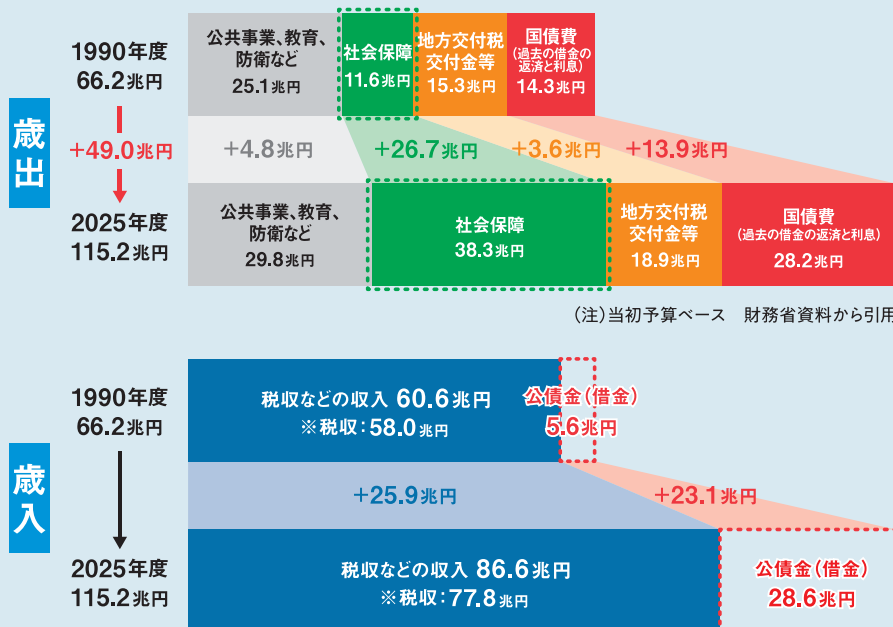 歳出
1990年度
66.2兆円
+49.0兆円
2025年度
115.2兆円
公共事業、教育、
防衛など
25.1兆円
社会保障
11.6兆円
地方交付税
交付金等
15.3兆円
国債費
(過去の借金の
返済と利息)
14.3兆円
+4.8兆円
+26.7兆円
+3.6兆円
+13.9兆円
公共事業、教育、
防衛など
29.8兆円
社会保障
38.3兆円
地方交付税
交付金等
18.9兆円
国債費
(過去の借金の返済と利息)
28.2兆円
(注)当初予算ベース 財務省資料から引用
歳入
1990年度
66.2兆円
2025年度
115.2兆円
税収などの収入 60.6兆円
※税収:58.0兆円
公債金(借金)
5.6兆円
+25.9兆円
+23.1兆円
税収などの収入 86.6兆円
※税収:77.8兆円
公債金(借金)
28.6兆円